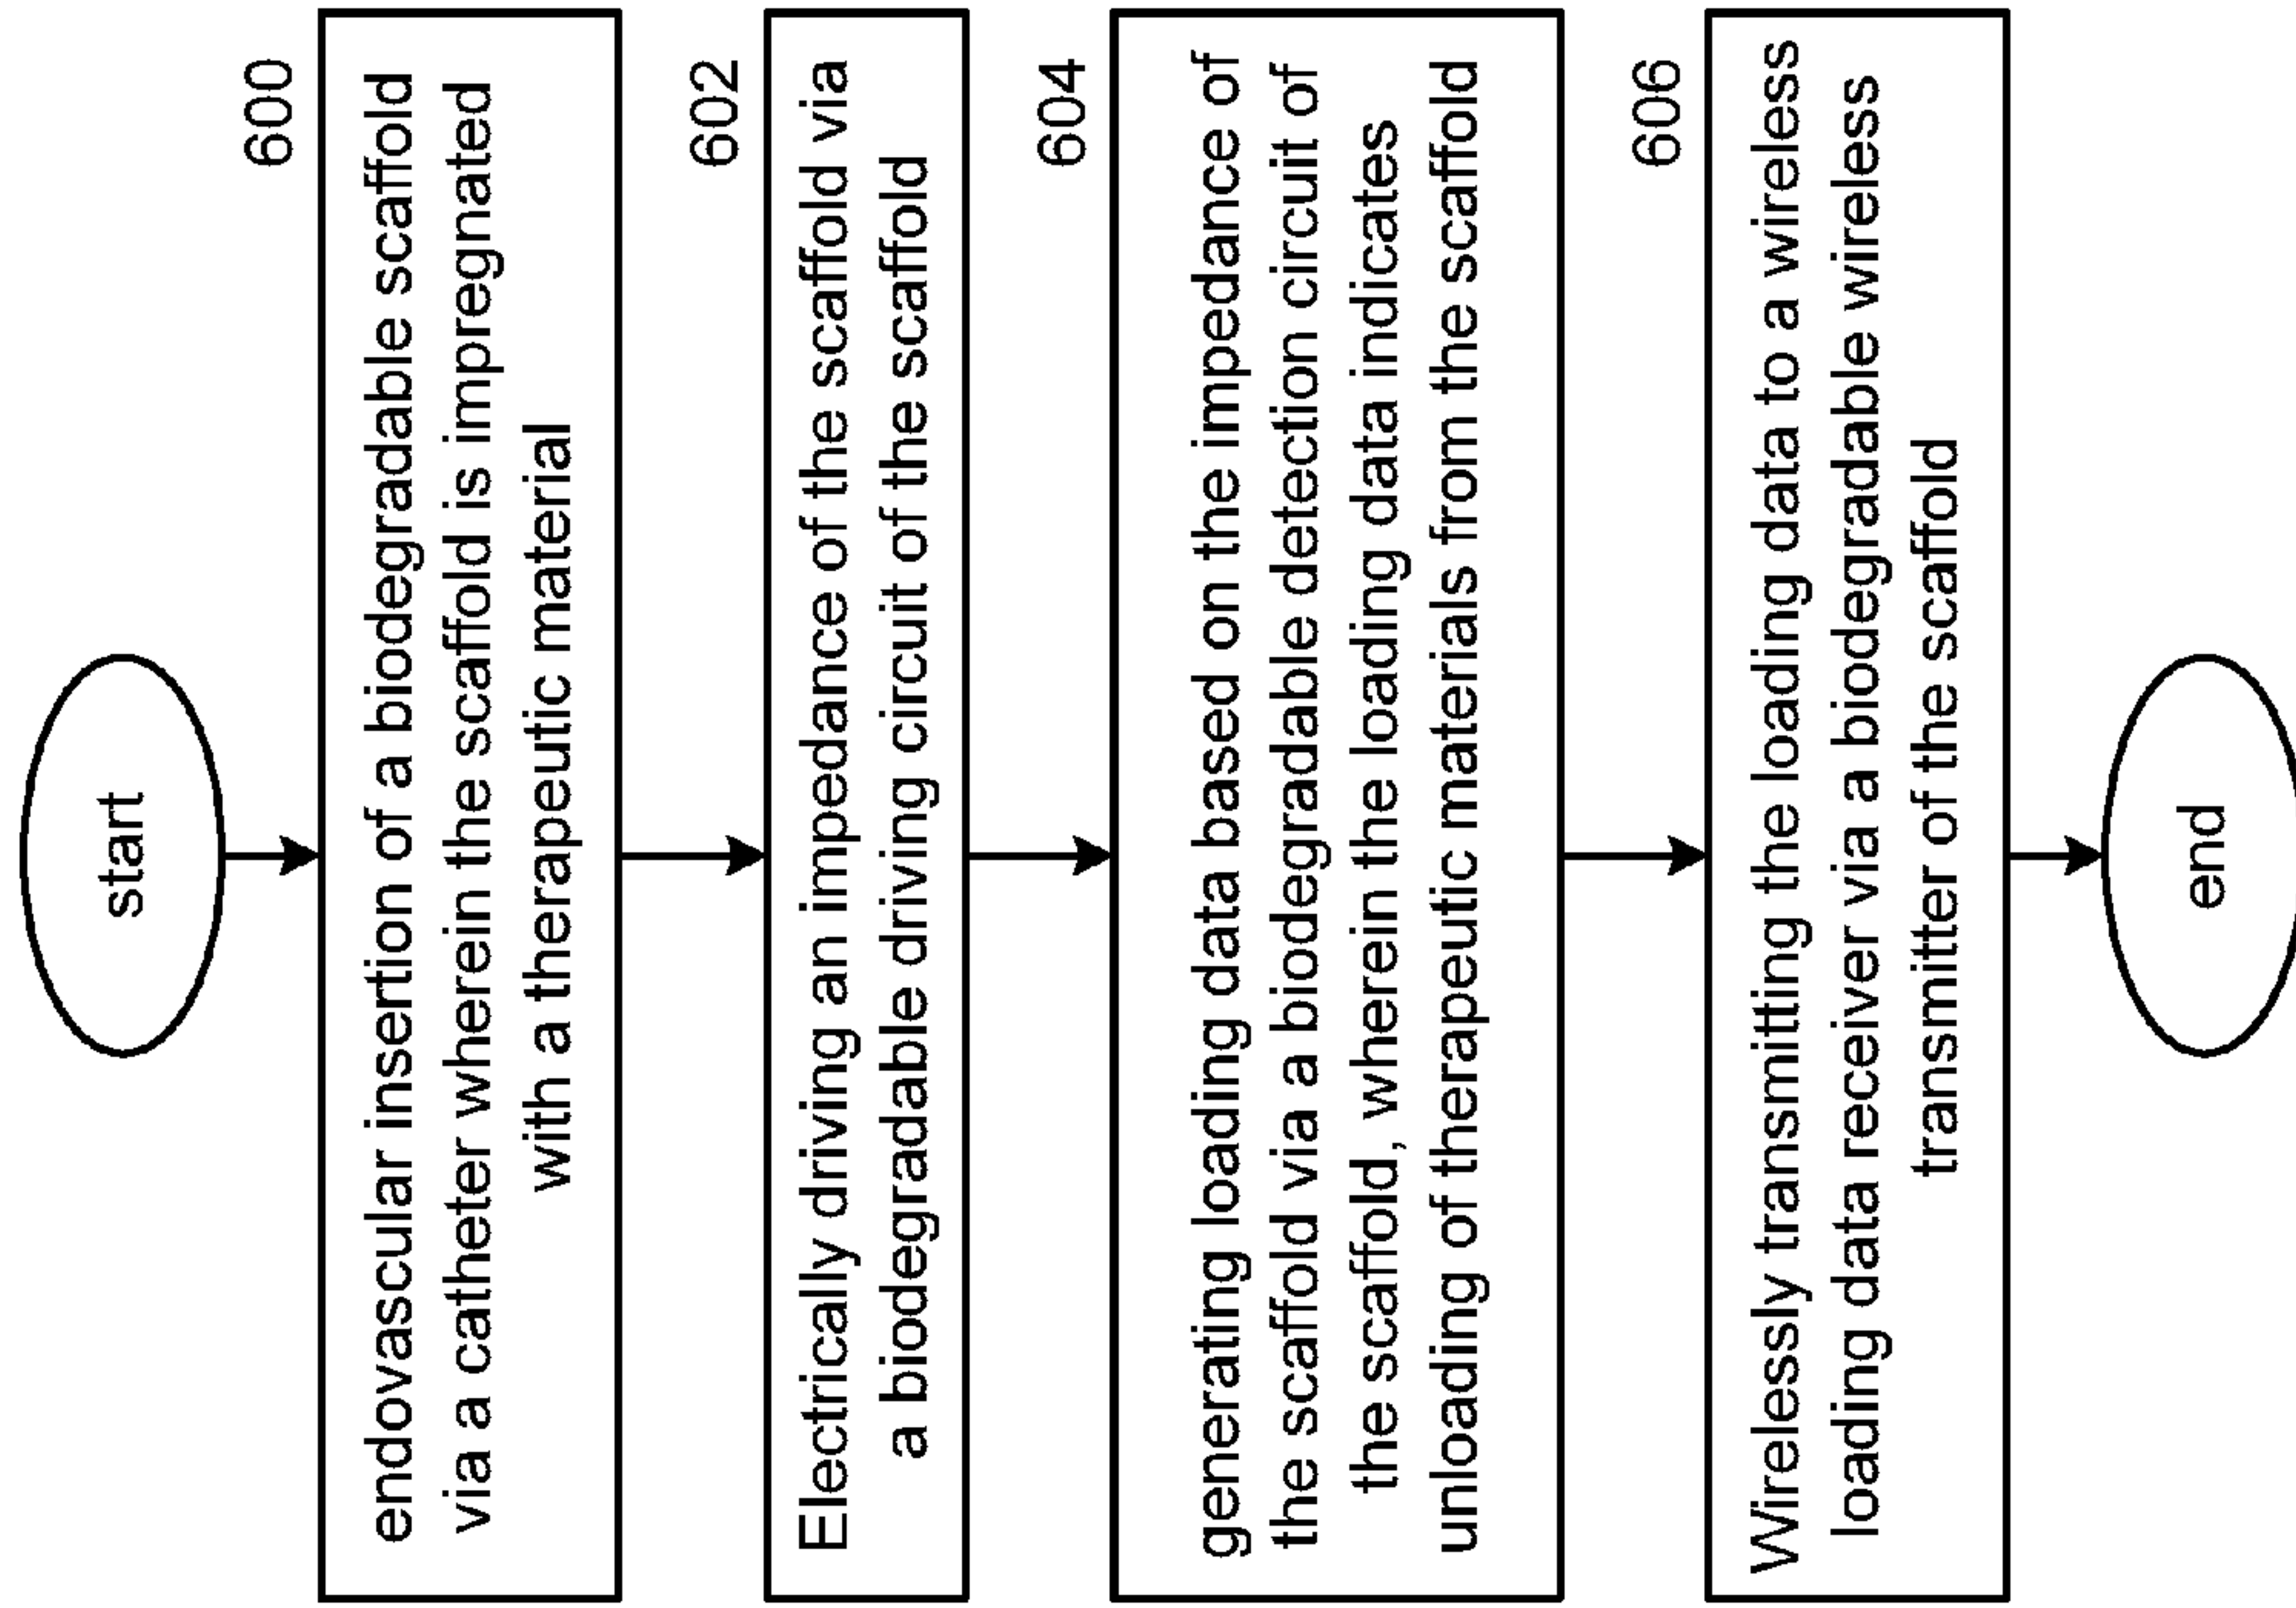 start
600
endovascular insertion of a biodegradable scaffold
via a catheter wherein the scaffold is impregnated
with a therapeutic material
602
Electrically driving an impedance of the scaffold via
a biodegradable driving circuit of the scaffold
604
generating loading data based on the impedance of
the scaffold via a biodegradable detection circuit of
the scaffold, wherein the loading data indicates
unloading of therapeutic materials from the scaffold
606
Wirelessly transmitting the loading data to a wireless
loading data receiver via a biodegradable wireless
transmitter of the scaffold
end